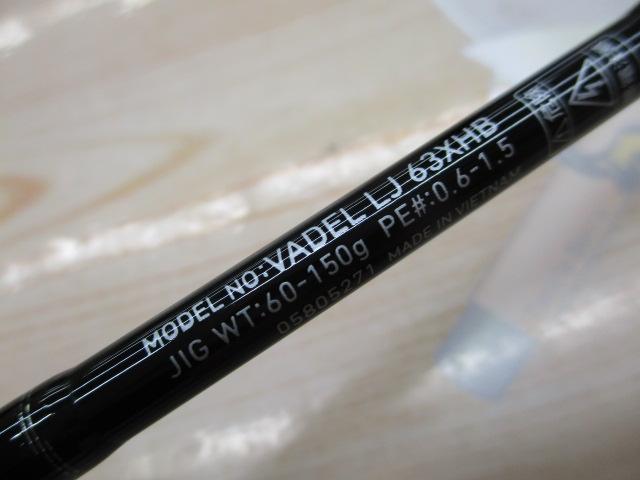 MODEL NO:VADEL LJ 63XHB
JIG WT:60-150g PE#:0.6-1.5
05805271 MADE IN VIETNAM